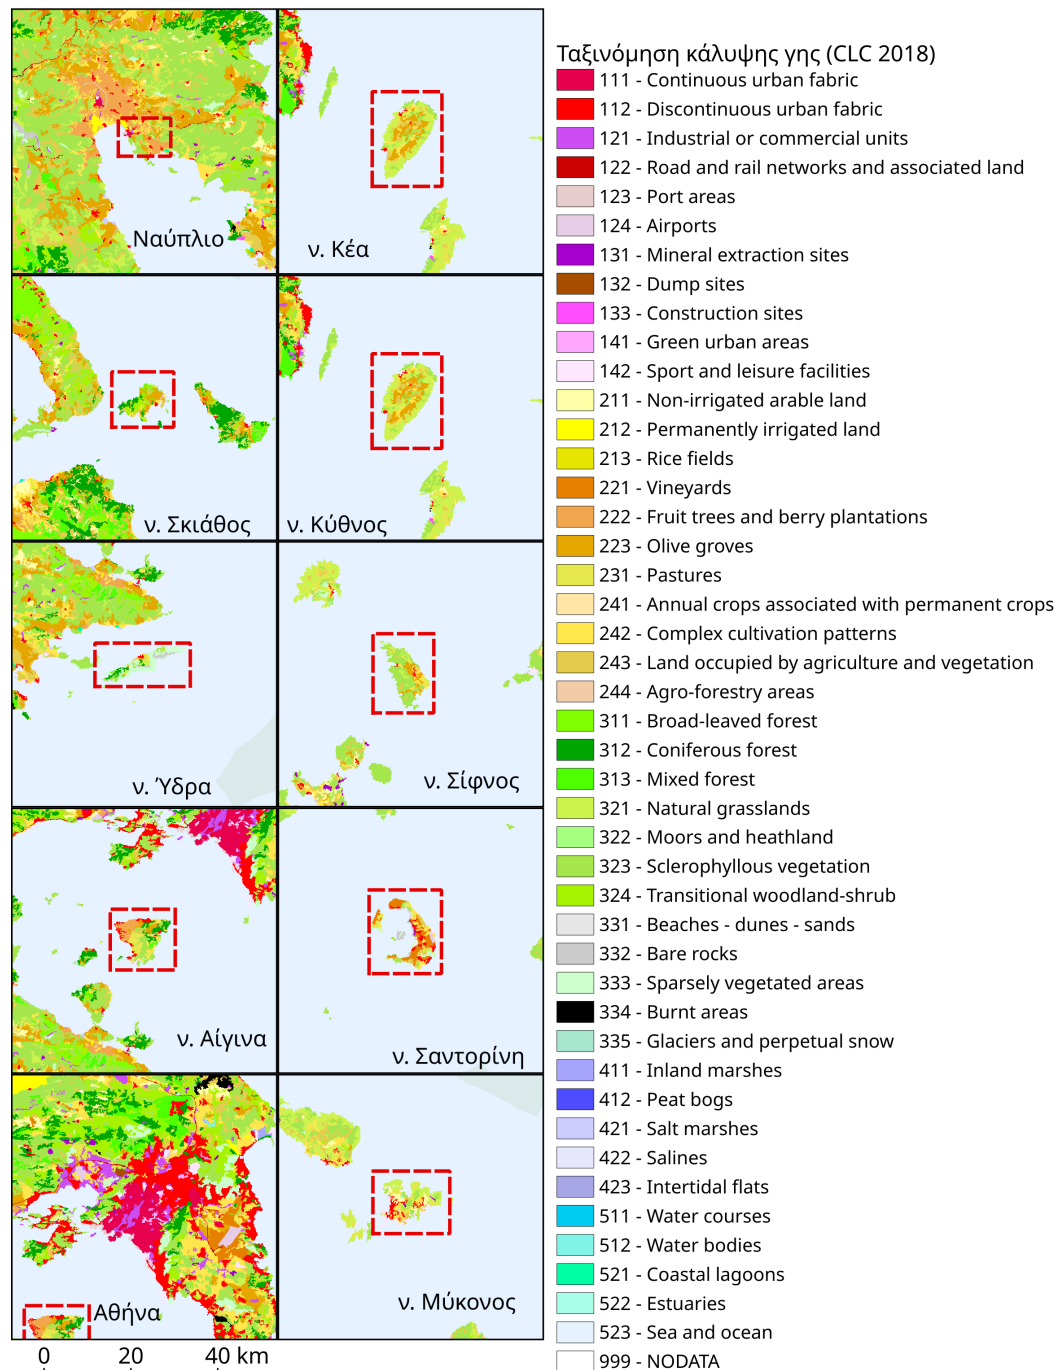 Ναύπλιο
ν. Κέα
ν. Σκιάθος
ν. Κύθνος
ν. Ύδρα
ν. Σίφνος
ν. Αίγινα
ν. Σαντορίνη
Αθήνα
ν. Μύκονος
0 20 40 km
Ταξινόμηση κάλυψης γης (CLC 2018)
111 - Continuous urban fabric
112 - Discontinuous urban fabric
121 - Industrial or commercial units
122 - Road and rail networks and associated land
123 - Port areas
124 - Airports
131 - Mineral extraction sites
132 - Dump sites
133 - Construction sites
141 - Green urban areas
142 - Sport and leisure facilities
211 - Non-irrigated arable land
212 - Permanently irrigated land
213 - Rice fields
221 - Vineyards
222 - Fruit trees and berry plantations
223 - Olive groves
231 - Pastures
241 - Annual crops associated with permanent crops
242 - Complex cultivation patterns
243 - Land occupied by agriculture and vegetation
244 - Agro-forestry areas
311 - Broad-leaved forest
312 - Coniferous forest
313 - Mixed forest
321 - Natural grasslands
322 - Moors and heathland
323 - Sclerophyllous vegetation
324 - Transitional woodland-shrub
331 - Beaches - dunes - sands
332 - Bare rocks
333 - Sparsely vegetated areas
334 - Burnt areas
335 - Glaciers and perpetual snow
411 - Inland marshes
412 - Peat bogs
421 - Salt marshes
422 - Salines
423 - Intertidal flats
511 - Water courses
512 - Water bodies
521 - Coastal lagoons
522 - Estuaries
523 - Sea and ocean
999 - NODATA